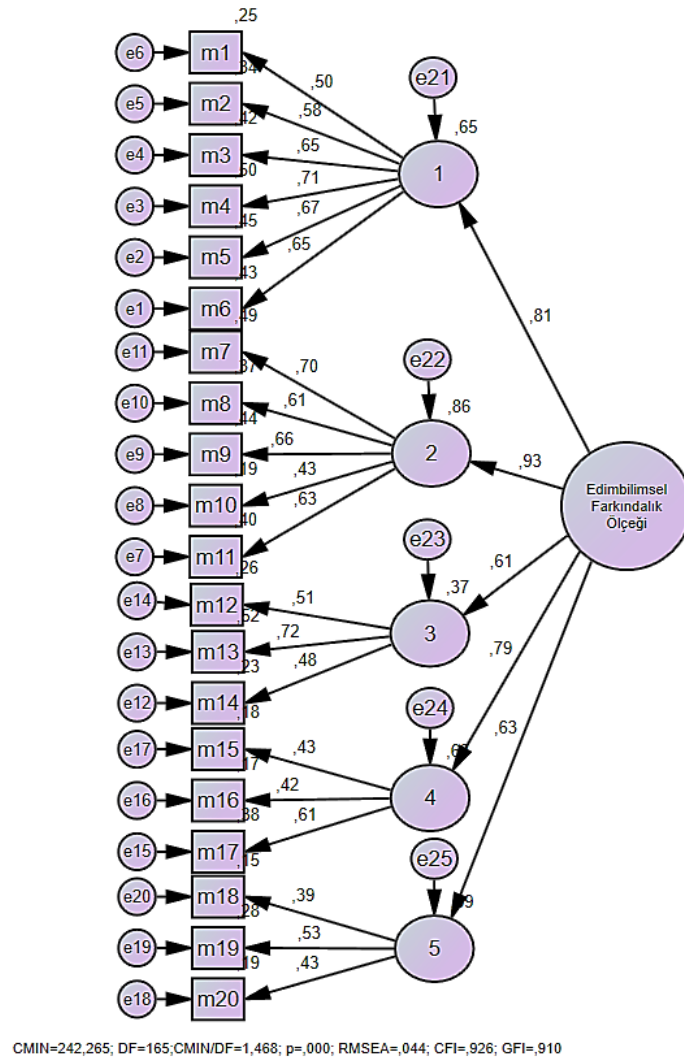 ,25
e6 m1
,34
,50
e21
e5 m2
,42
,58
,65
e4 m3
,50
,65
1
e3 m4
,45
,71
e2 m5
,43
,67
e1 m6
,49
,65
,81
e11 m7
,37
,70
e22
e10 m8
,44
,61
,86
e9 m9
,19
,66
2
,93
e8 m10
,40
,43
Edimbilimsel
Farkındalık
Ölçeği
e7 m11
,26
,63
e23
,61
e14 m12
,52
,51
,37
e13 m13
,23
,72
3
,79
e12 m14
,18
,48
e24
,63
e17 m15
,17
,43
e16 m16
,38
,42
4
e15 m17
,15
,61
e25
e20 m18
,28
,39
e19 m19
,19
,53
5
e18 m20
,43
CMIN=242,265; DF=165;CMIN/DF=1,468; p=,000; RMSEA=,044; CFI=,926; GFI=,910